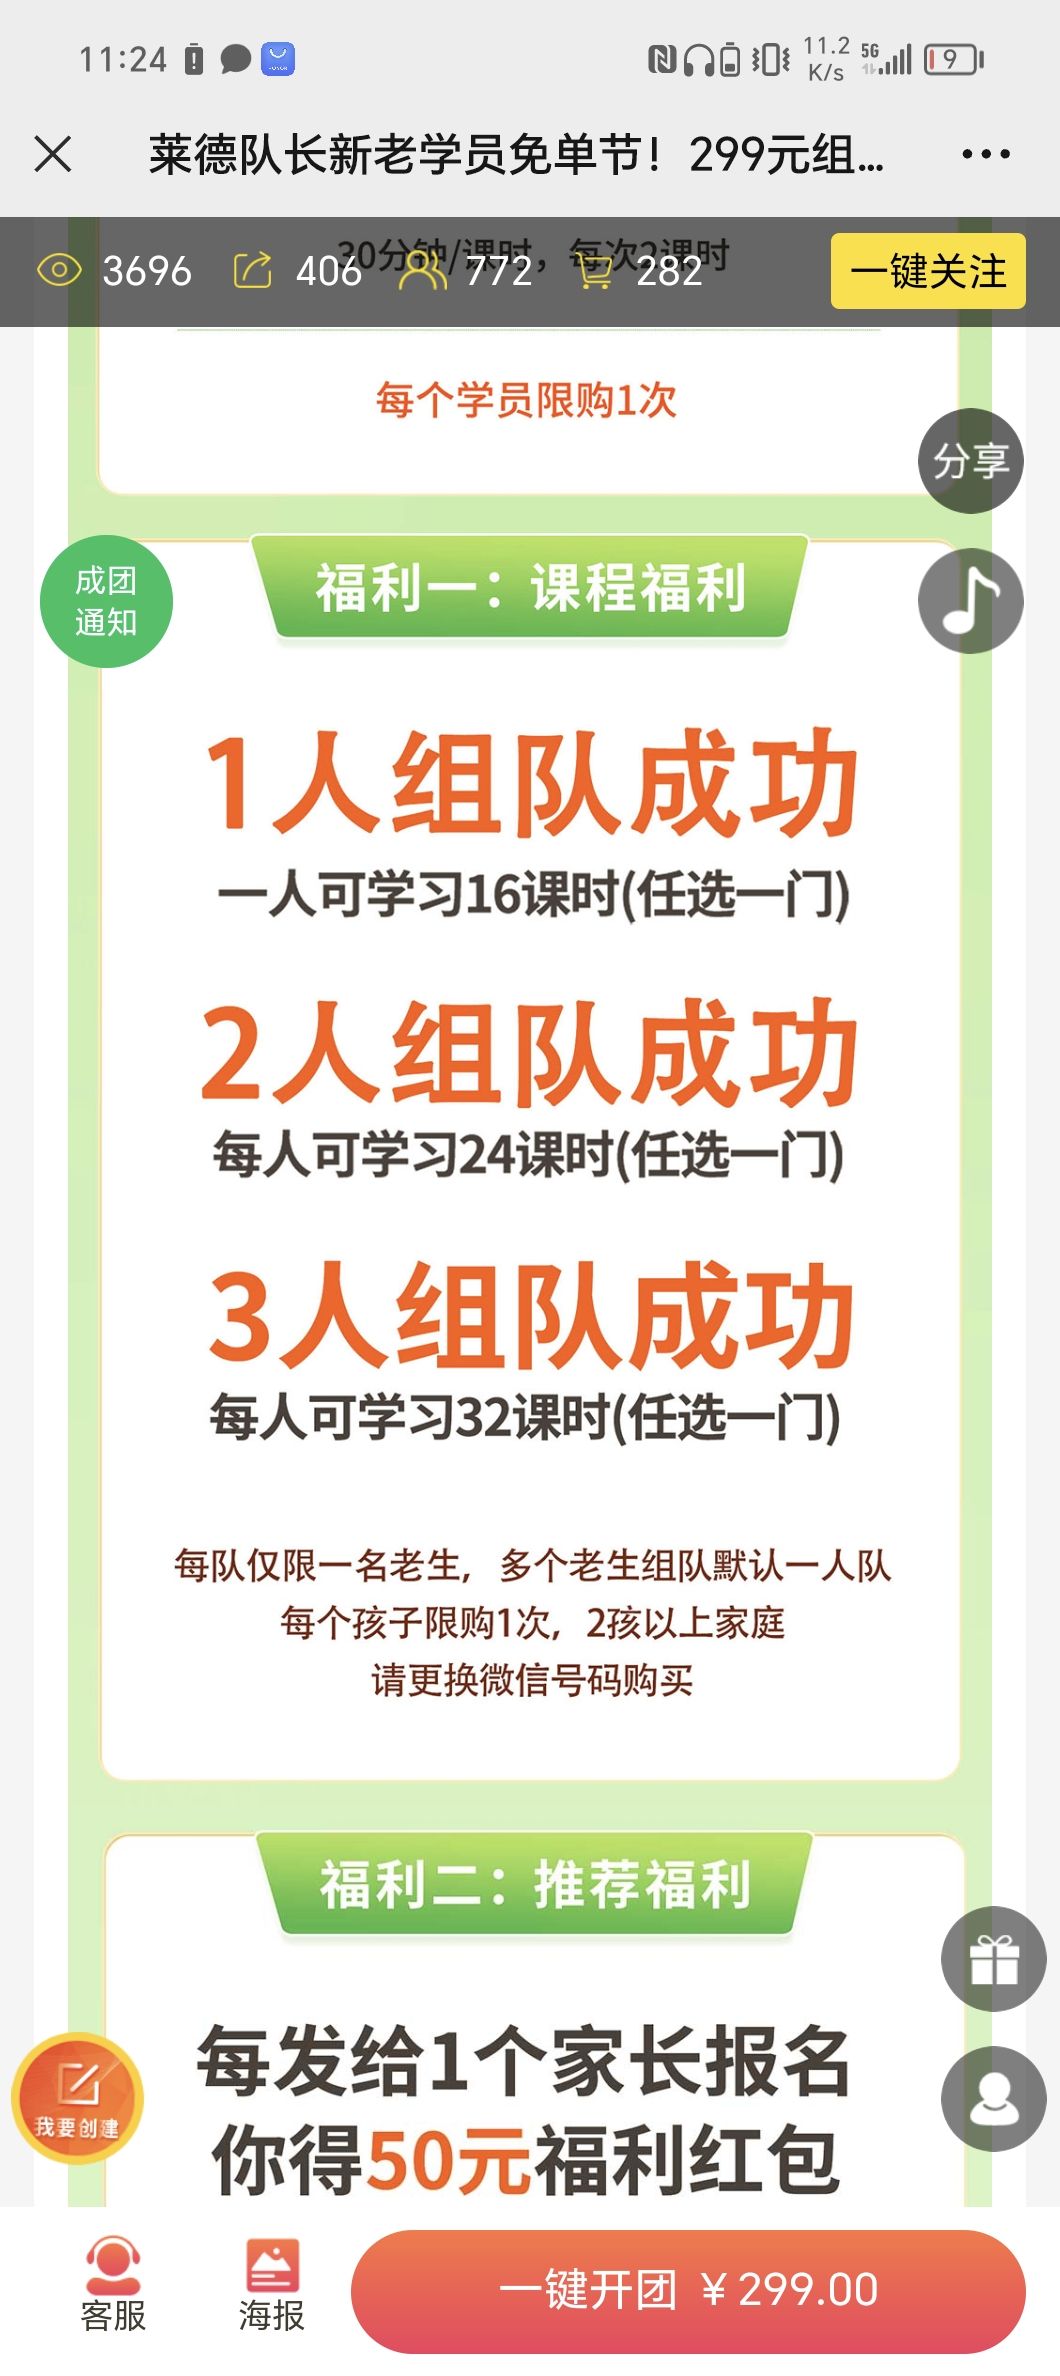 11:24
11.2
K/s
5G
9
莱德队长新老学员免单节！299元组...
30分钟/课时，每次2课时
3696
406
772
282
一键关注
每个学员限购1次
分享
成团
通知
福利一：课程福利
1人组队成功
一人可学习16课时(任选一门)
2人组队成功
每人可学习24课时(任选一门)
3人组队成功
每人可学习32课时(任选一门)
每队仅限一名老生，多个老生组队默认一人队
每个孩子限购1次，2孩以上家庭
请更换微信号码购买
福利二：推荐福利
每发给1个家长报名
你得50元福利红包
我要创建
客服
海报
一键开团 ￥299.00